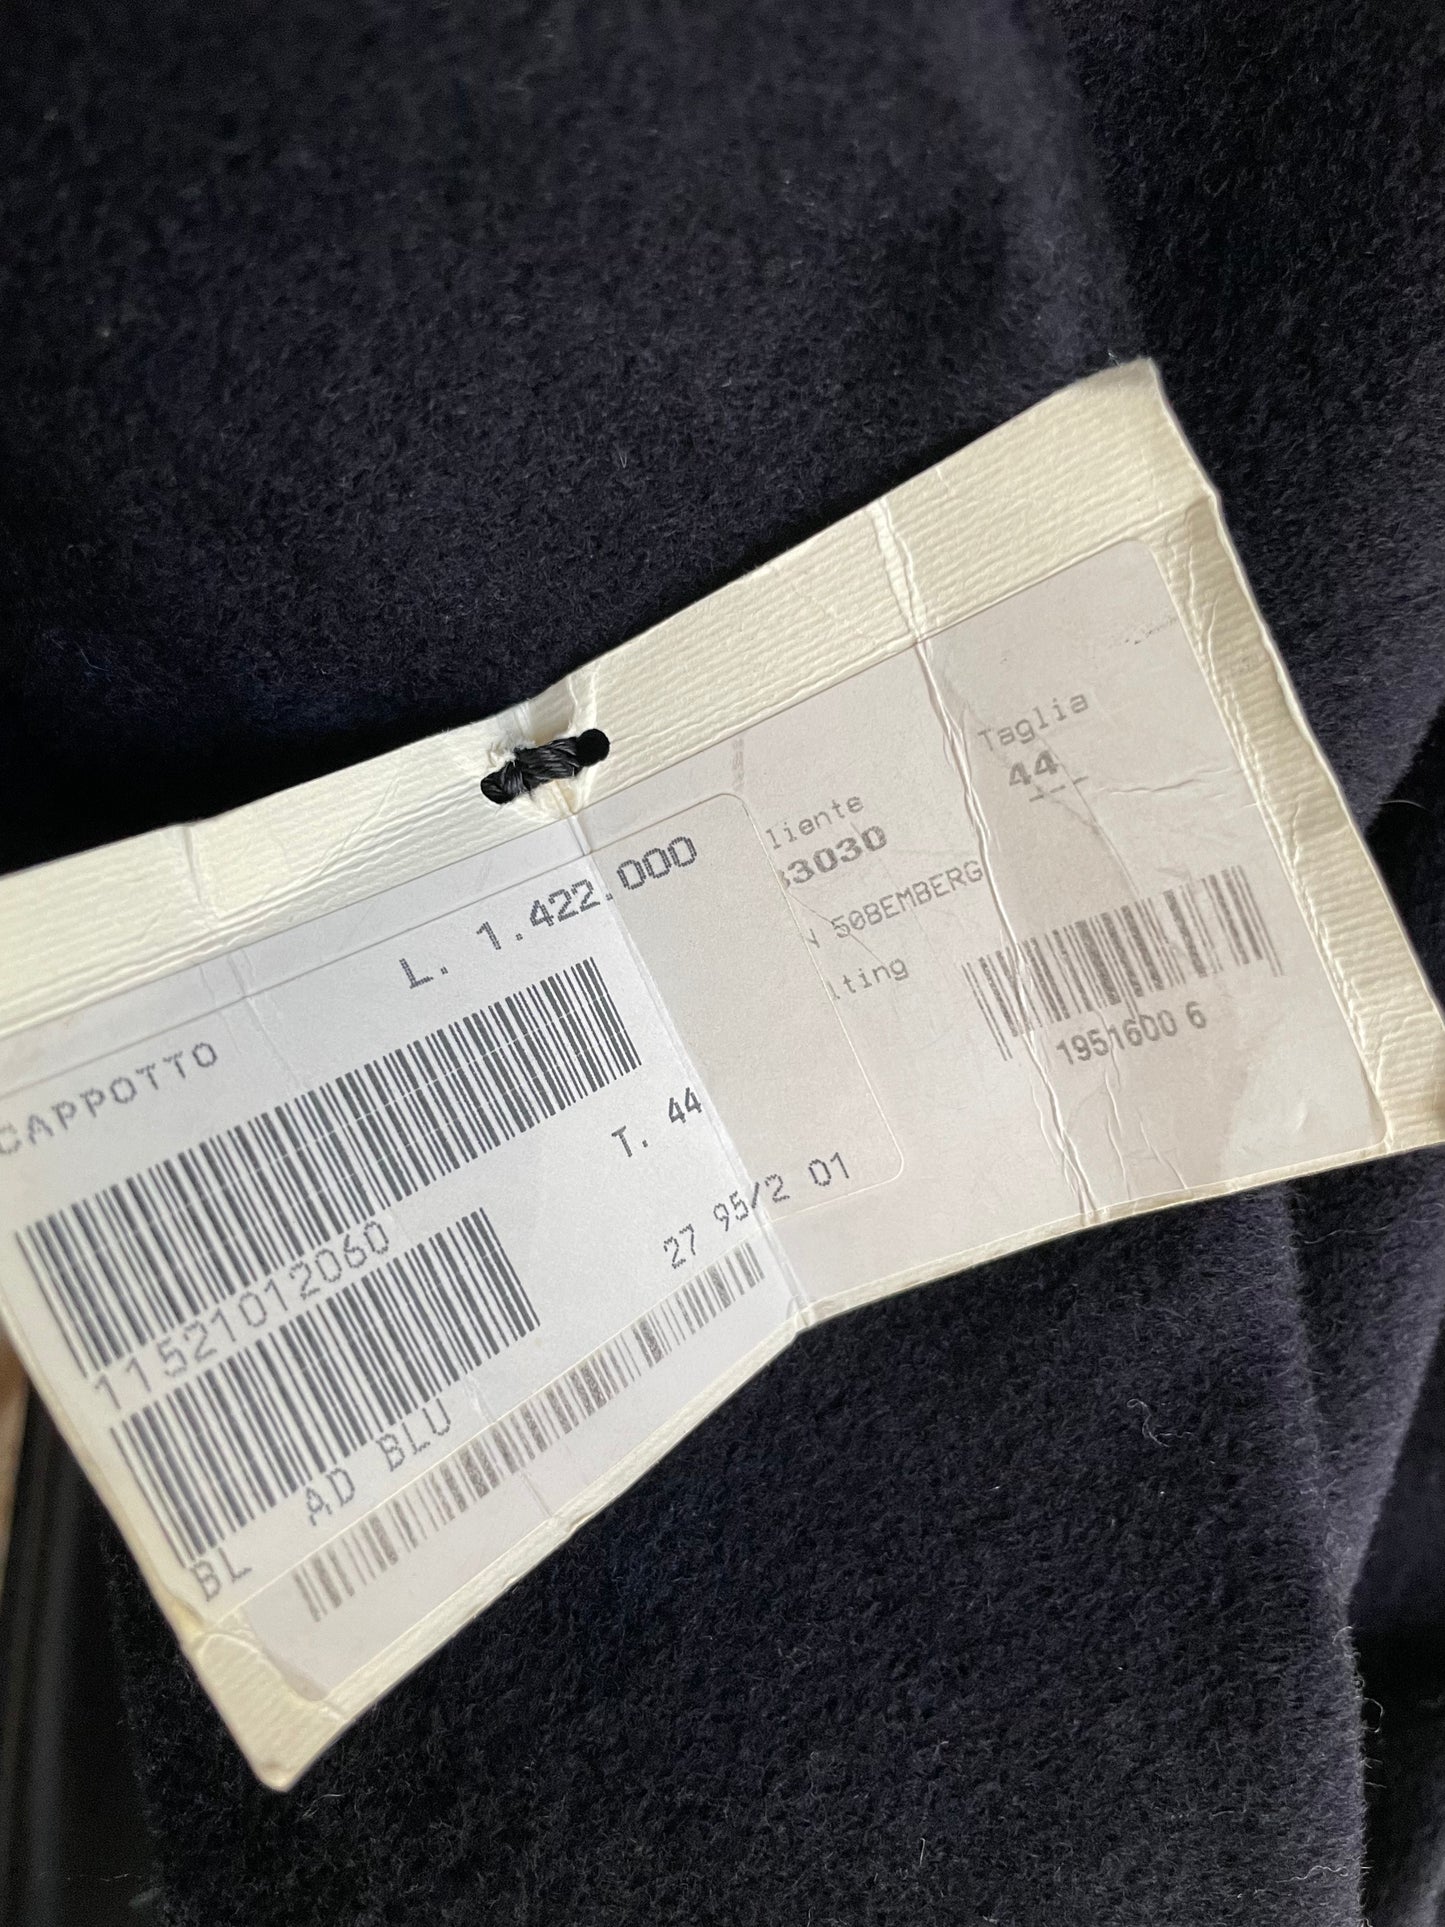 CAPPOTTO
L. 1.422.000
11521012060
T. 44
27 95/2 01
BL
AD BLU
Taglia
44
liente
3030
50BEMBERG
ting
1951600 6